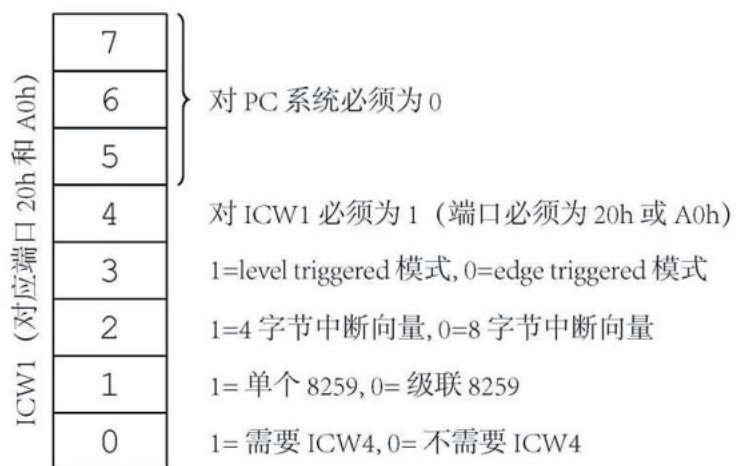 ICW1（对应端口 20h 和 A0h）
7
6
5
对 PC 系统必须为 0
4 对 ICW1 必须为 1（端口必须为 20h 或 A0h）
3 1=level triggered 模式, 0=edge triggered 模式
2 1=4 字节中断向量, 0=8 字节中断向量
1 1= 单个 8259, 0= 级联 8259
0 1= 需要 ICW4, 0= 不需要 ICW4